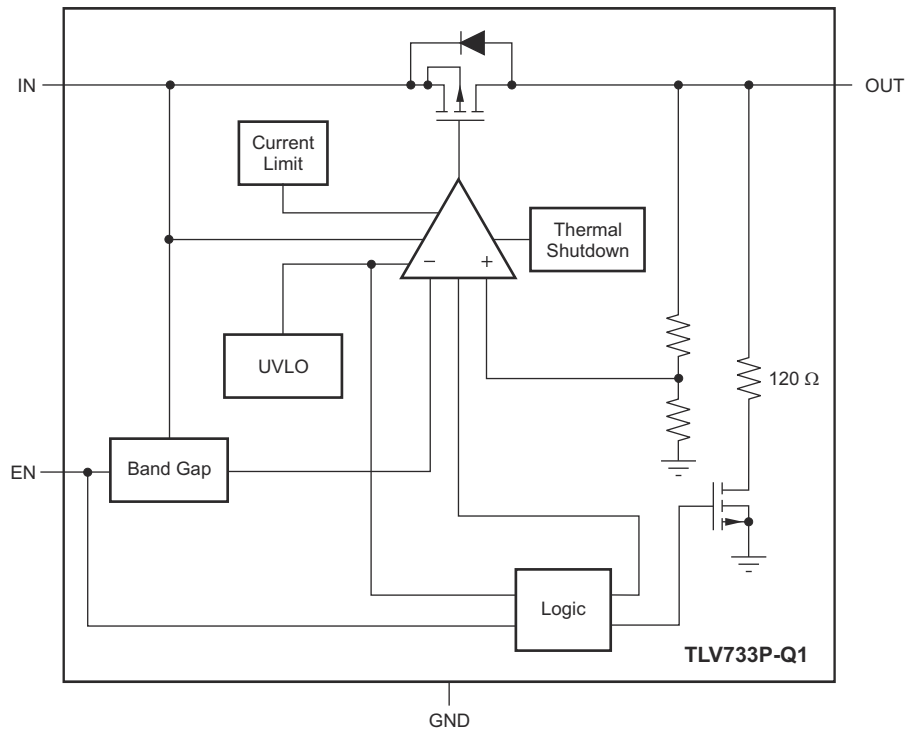 IN
OUT
Current
Limit
Thermal
Shutdown
−
+
UVLO
120 Ω
EN
Band Gap
Logic
TLV733P-Q1
GND